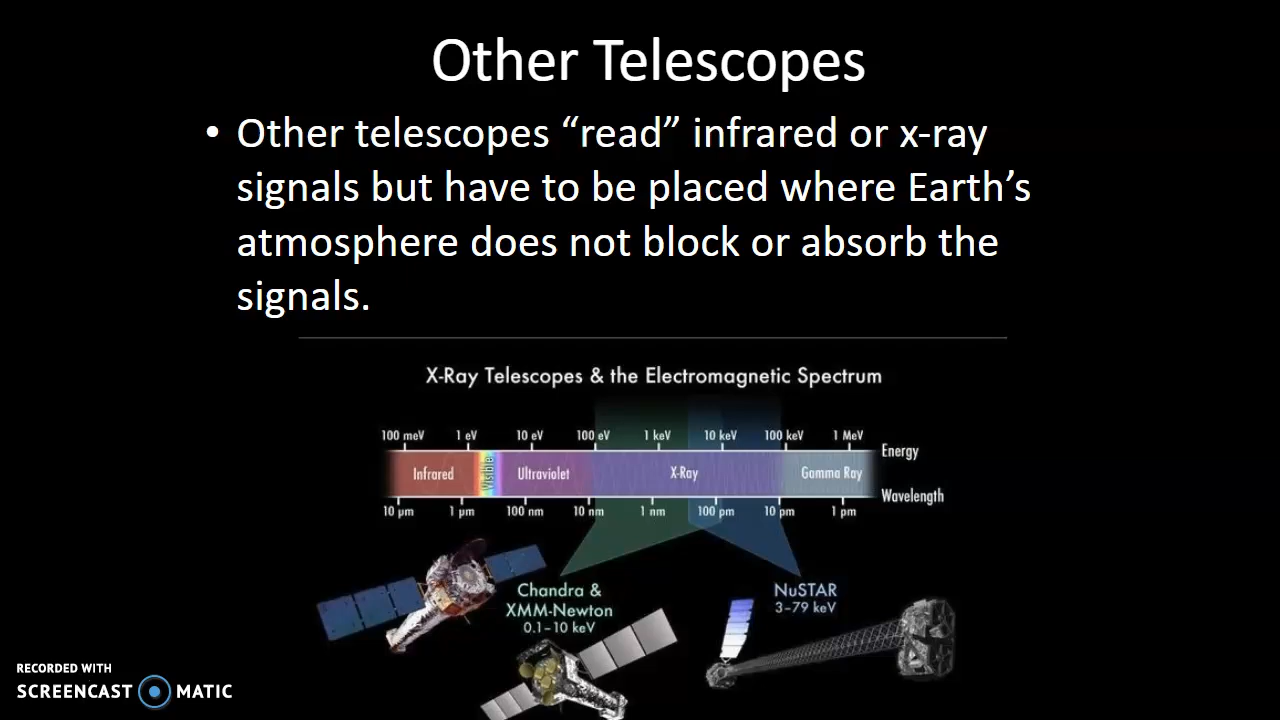 Other Telescopes
• Other telescopes “read” infrared or x-ray
signals but have to be placed where Earth’s
atmosphere does not block or absorb the
signals.
X-Ray Telescopes & the Electromagnetic Spectrum
100 meV 1 eV 10 eV 100 eV 1 keV 10 keV 100 keV 1 MeV
Energy
Infrared Visible Ultraviolet X-Ray Gamma Ray
Wavelength
10 μm 1 μm 100 nm 10 nm 1 nm 100 pm 10 pm 1 pm
Chandra &
XMM-Newton
0.1–10 keV
NuSTAR
3–79 keV
RECORDED WITH
SCREENCAST MATIC